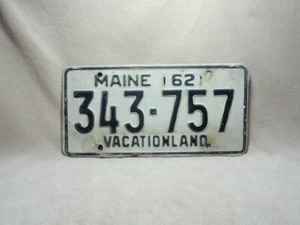 MAINE 62
343-757
VACATIONLAND